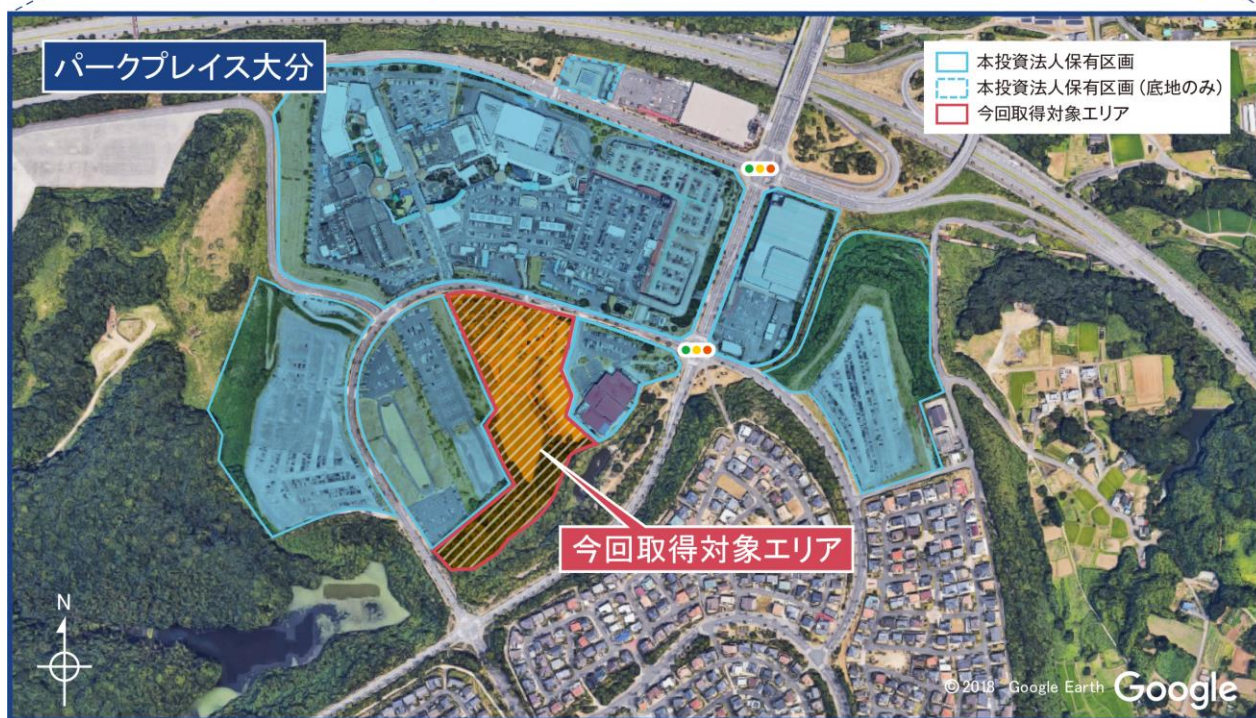 パークプレイス大分
本投資法人保有区画
本投資法人保有区画(底地のみ)
今回取得対象エリア
今回取得対象エリア
N
©2018 Google Earth Google